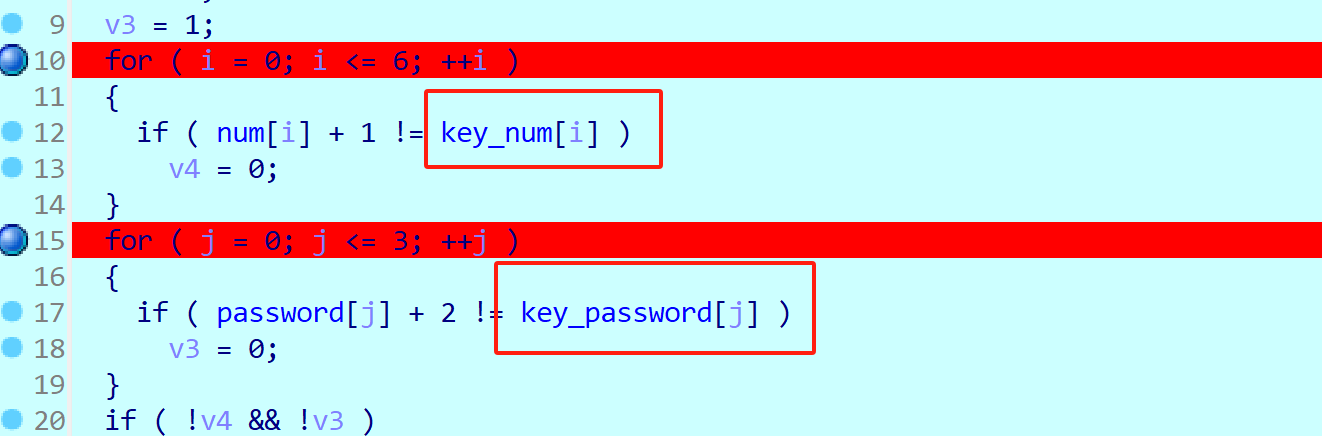 9 v3 = 1;
10 for ( i = 0; i <= 6; ++i )
11 {
12 if ( num[i] + 1 != key_num[i] )
13 v4 = 0;
14 }
15 for ( j = 0; j <= 3; ++j )
16 {
17 if ( password[j] + 2 != key_password[j] )
18 v3 = 0;
19 }
20 if ( !v4 && !v3 )